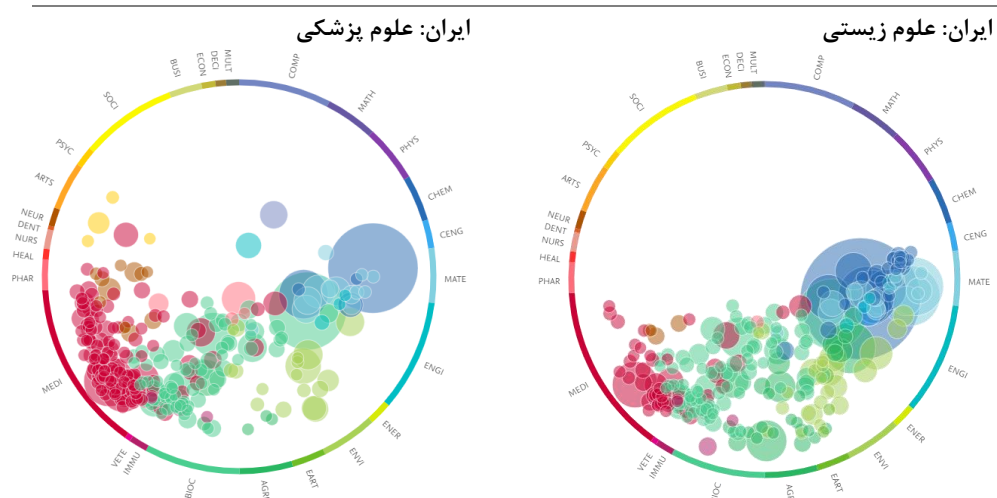 ایران: علوم زیستی
ایران: علوم پزشکی
COMP
MATH
PHYS
CHEM
CENG
MATE
ENGI
ENER
ENVI
EART
AGRI
BIOC
IMMU
VETE
MEDI
PHAR
HEAL
NURS
DENT
NEUR
ARTS
PSYC
SOCI
BUSI
ECON
DECI
MULT
COMP
MATH
PHYS
CHEM
CENG
MATE
ENGI
ENER
ENVI
EART
AGRI
BIOC
IMMU
VETE
MEDI
PHAR
HEAL
NURS
DENT
NEUR
ARTS
PSYC
SOCI
BUSI
ECON
DECI
MULT